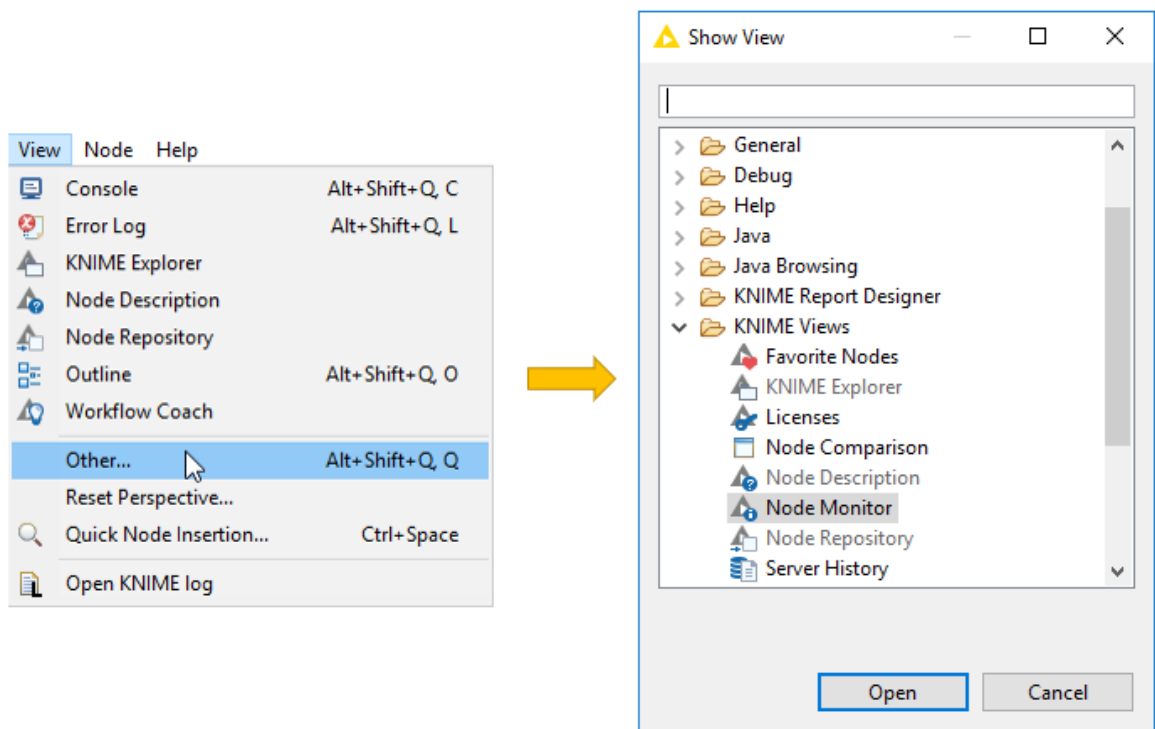 View Node Help
Console Alt+Shift+Q, C
Error Log Alt+Shift+Q, L
KNIME Explorer
Node Description
Node Repository
Outline Alt+Shift+Q, O
Workflow Coach
Other... Alt+Shift+Q, Q
Reset Perspective...
Quick Node Insertion... Ctrl+Space
Open KNIME log
Show View
General
Debug
Help
Java
Java Browsing
KNIME Report Designer
KNIME Views
Favorite Nodes
KNIME Explorer
Licenses
Node Comparison
Node Description
Node Monitor
Node Repository
Server History
Open Cancel